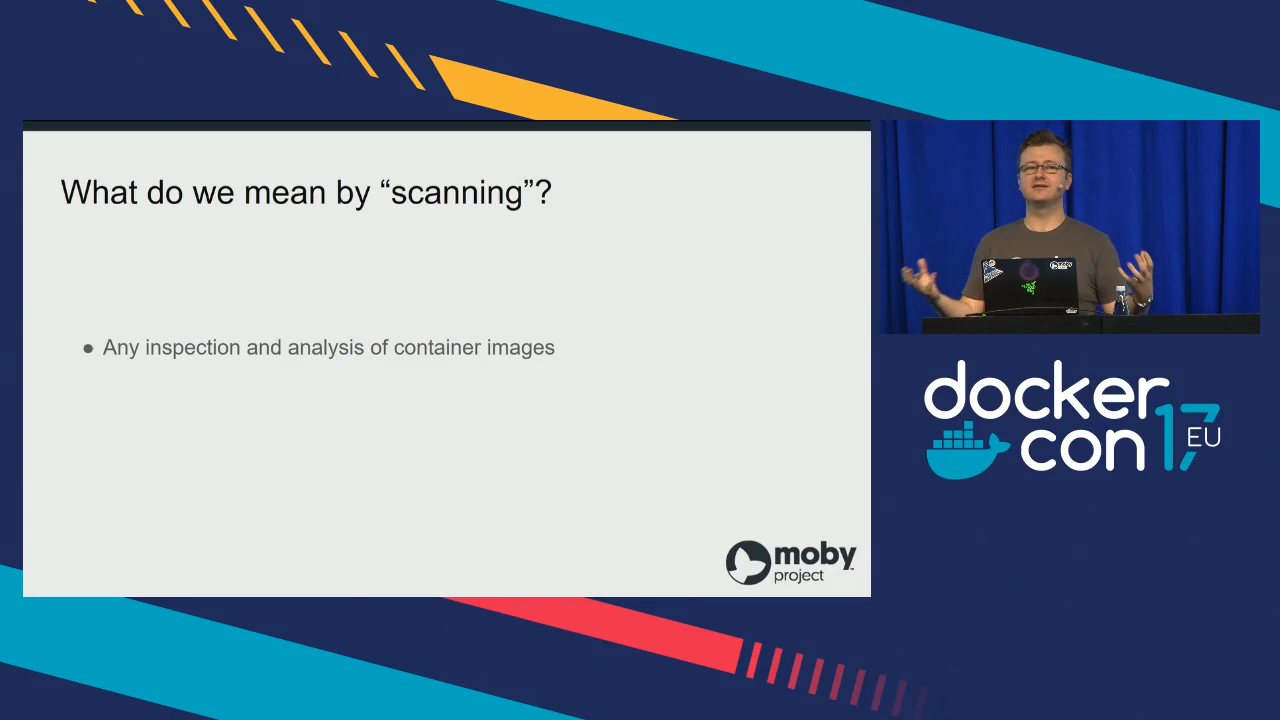 What do we mean by “scanning”?
● Any inspection and analysis of container images
moby
project
moby
docker
con 17
EU